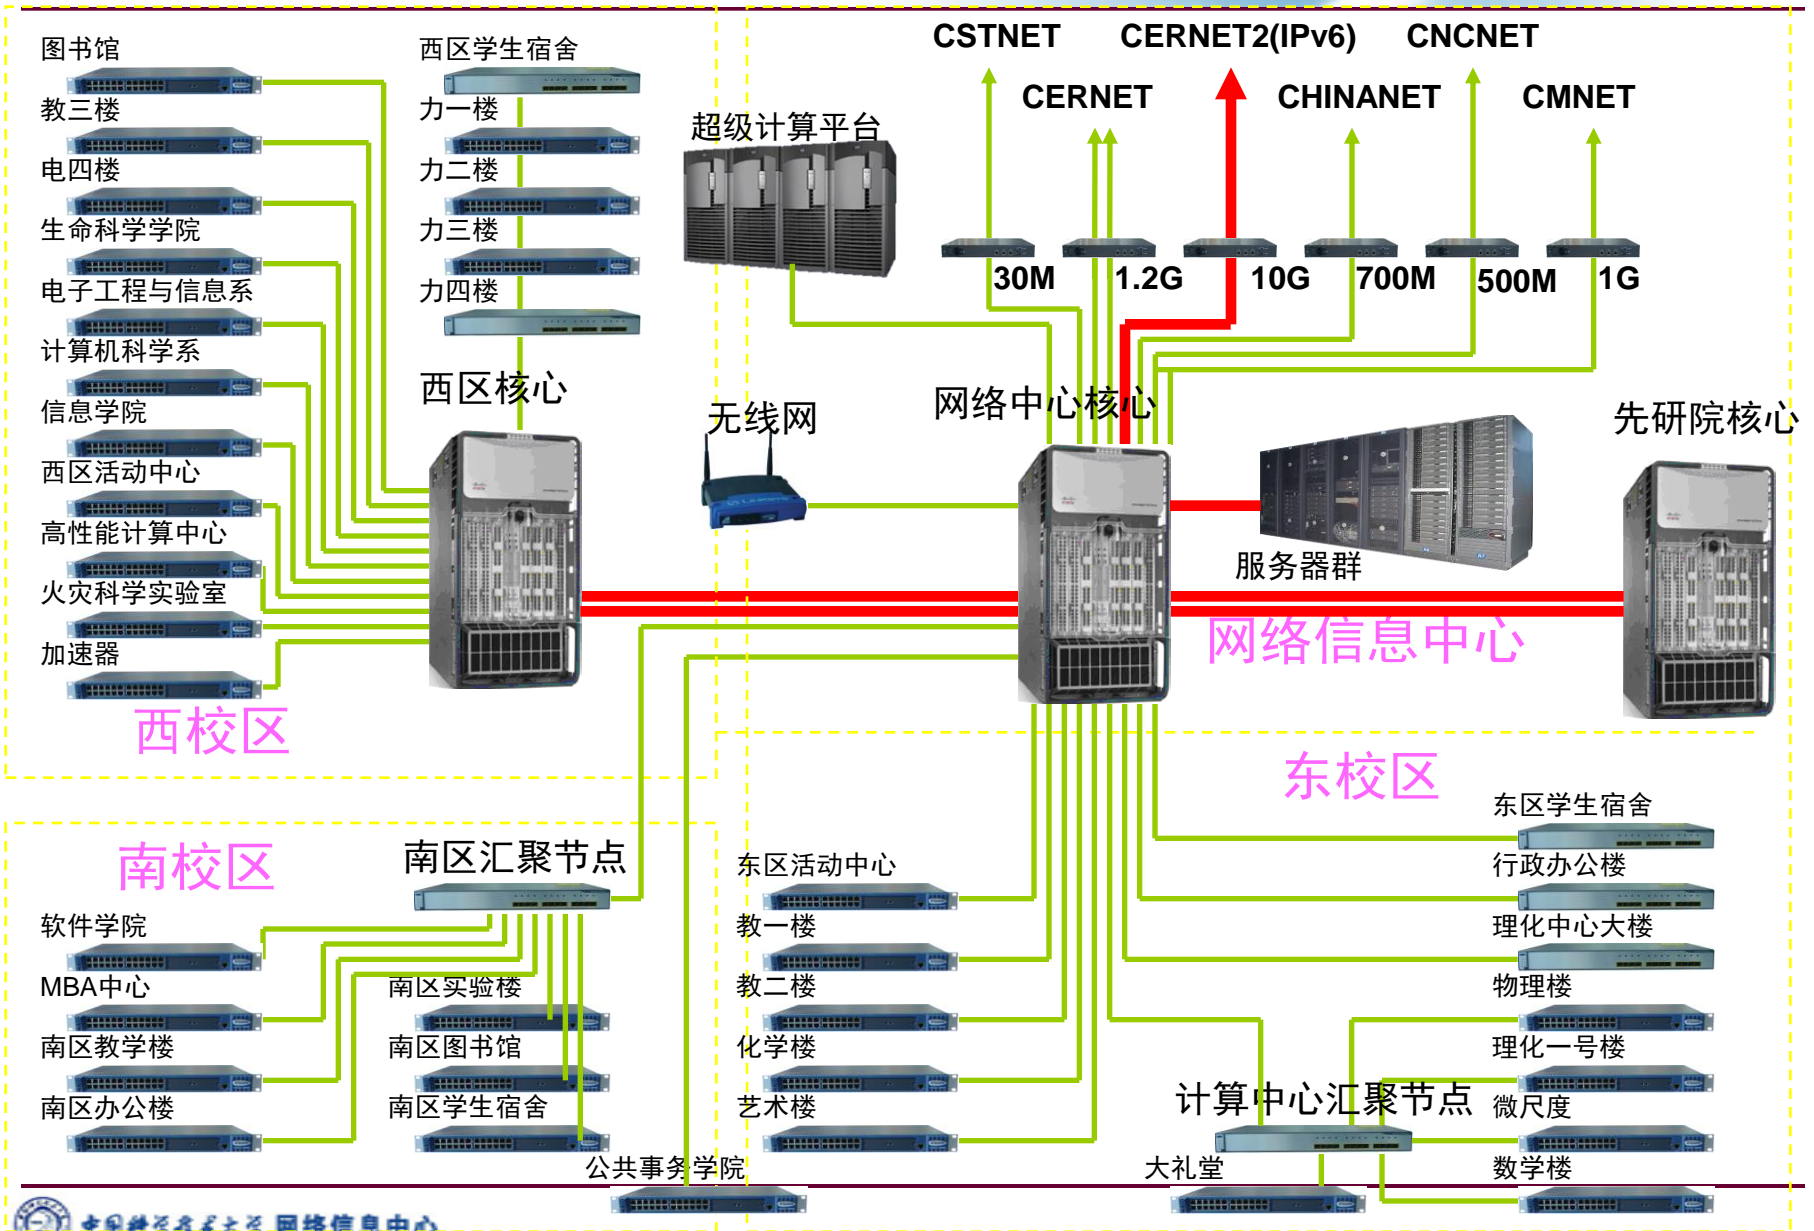 CSTNET
CERNET2(IPv6)
CNCNET
CERNET
CHINANET
CMNET
30M
1.2G
10G
700M
500M
1G
图书馆
教三楼
电四楼
生命科学学院
电子工程与信息系
计算机科学系
信息学院
西区活动中心
高性能计算中心
火灾科学实验室
加速器
西校区
西区学生宿舍
力一楼
力二楼
力三楼
力四楼
西区核心
超级计算平台
无线网
网络中心核心
服务器群
先研院核心
网络信息中心
南校区
南区汇聚节点
软件学院
MBA中心
南区教学楼
南区办公楼
南区实验楼
南区图书馆
南区学生宿舍
公共事务学院
东校区
东区活动中心
教一楼
教二楼
化学楼
艺术楼
东区学生宿舍
行政办公楼
理化中心大楼
物理楼
理化一号楼
计算中心汇聚节点
微尺度
大礼堂
数学楼
中国科学技术大学 网络信息中心